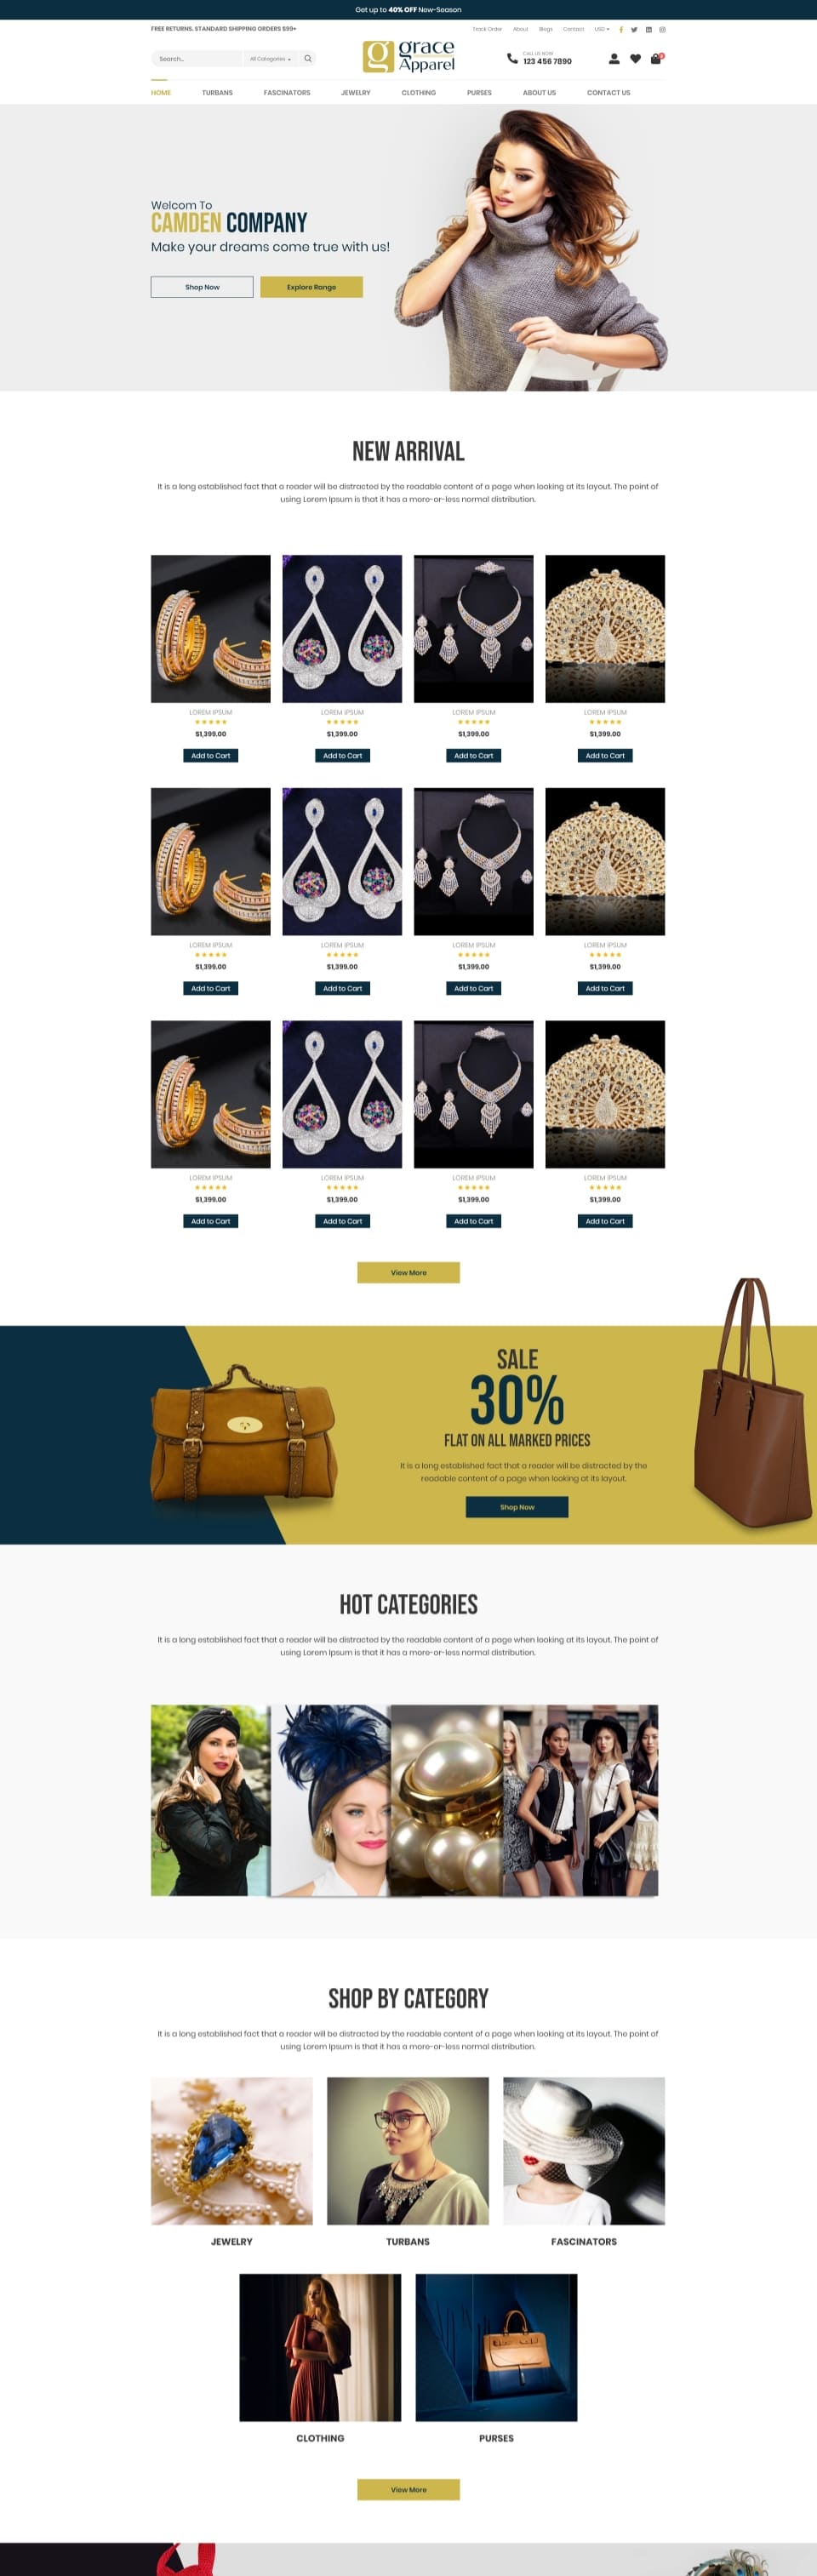 Get up to 40% OFF New-Season
FREE RETURNS. STANDARD SHIPPING ORDERS $99+
Track Order About Blogs Contact USD
Search...
All Categories
grace
Apparel
CALL US NOW
123 456 7890
HOME TURBANS FASCINATORS JEWELRY CLOTHING PURSES ABOUT US CONTACT US
Welcom To
CAMDEN COMPANY
Make your dreams come true with us!
Shop Now Explore Range
NEW ARRIVAL
It is a long established fact that a reader will be distracted by the readable content of a page when looking at its layout. The point of
using Lorem Ipsum is that it has a more-or-less normal distribution.
LOREM IPSUM LOREM IPSUM LOREM IPSUM LOREM IPSUM
$1,399.00 $1,399.00 $1,399.00 $1,399.00
Add to Cart Add to Cart Add to Cart Add to Cart
LOREM IPSUM LOREM IPSUM LOREM IPSUM LOREM IPSUM
$1,399.00 $1,399.00 $1,399.00 $1,399.00
Add to Cart Add to Cart Add to Cart Add to Cart
LOREM IPSUM LOREM IPSUM LOREM IPSUM LOREM IPSUM
$1,399.00 $1,399.00 $1,399.00 $1,399.00
Add to Cart Add to Cart Add to Cart Add to Cart
View More
SALE
30%
FLAT ON ALL MARKED PRICES
It is a long established fact that a reader will be distracted by the
readable content of a page when looking at its layout.
Shop Now
HOT CATEGORIES
It is a long established fact that a reader will be distracted by the readable content of a page when looking at its layout. The point of
using Lorem Ipsum is that it has a more-or-less normal distribution.
SHOP BY CATEGORY
It is a long established fact that a reader will be distracted by the readable content of a page when looking at its layout. The point of
using Lorem Ipsum is that it has a more-or-less normal distribution.
JEWELRY TURBANS FASCINATORS
CLOTHING PURSES
View More